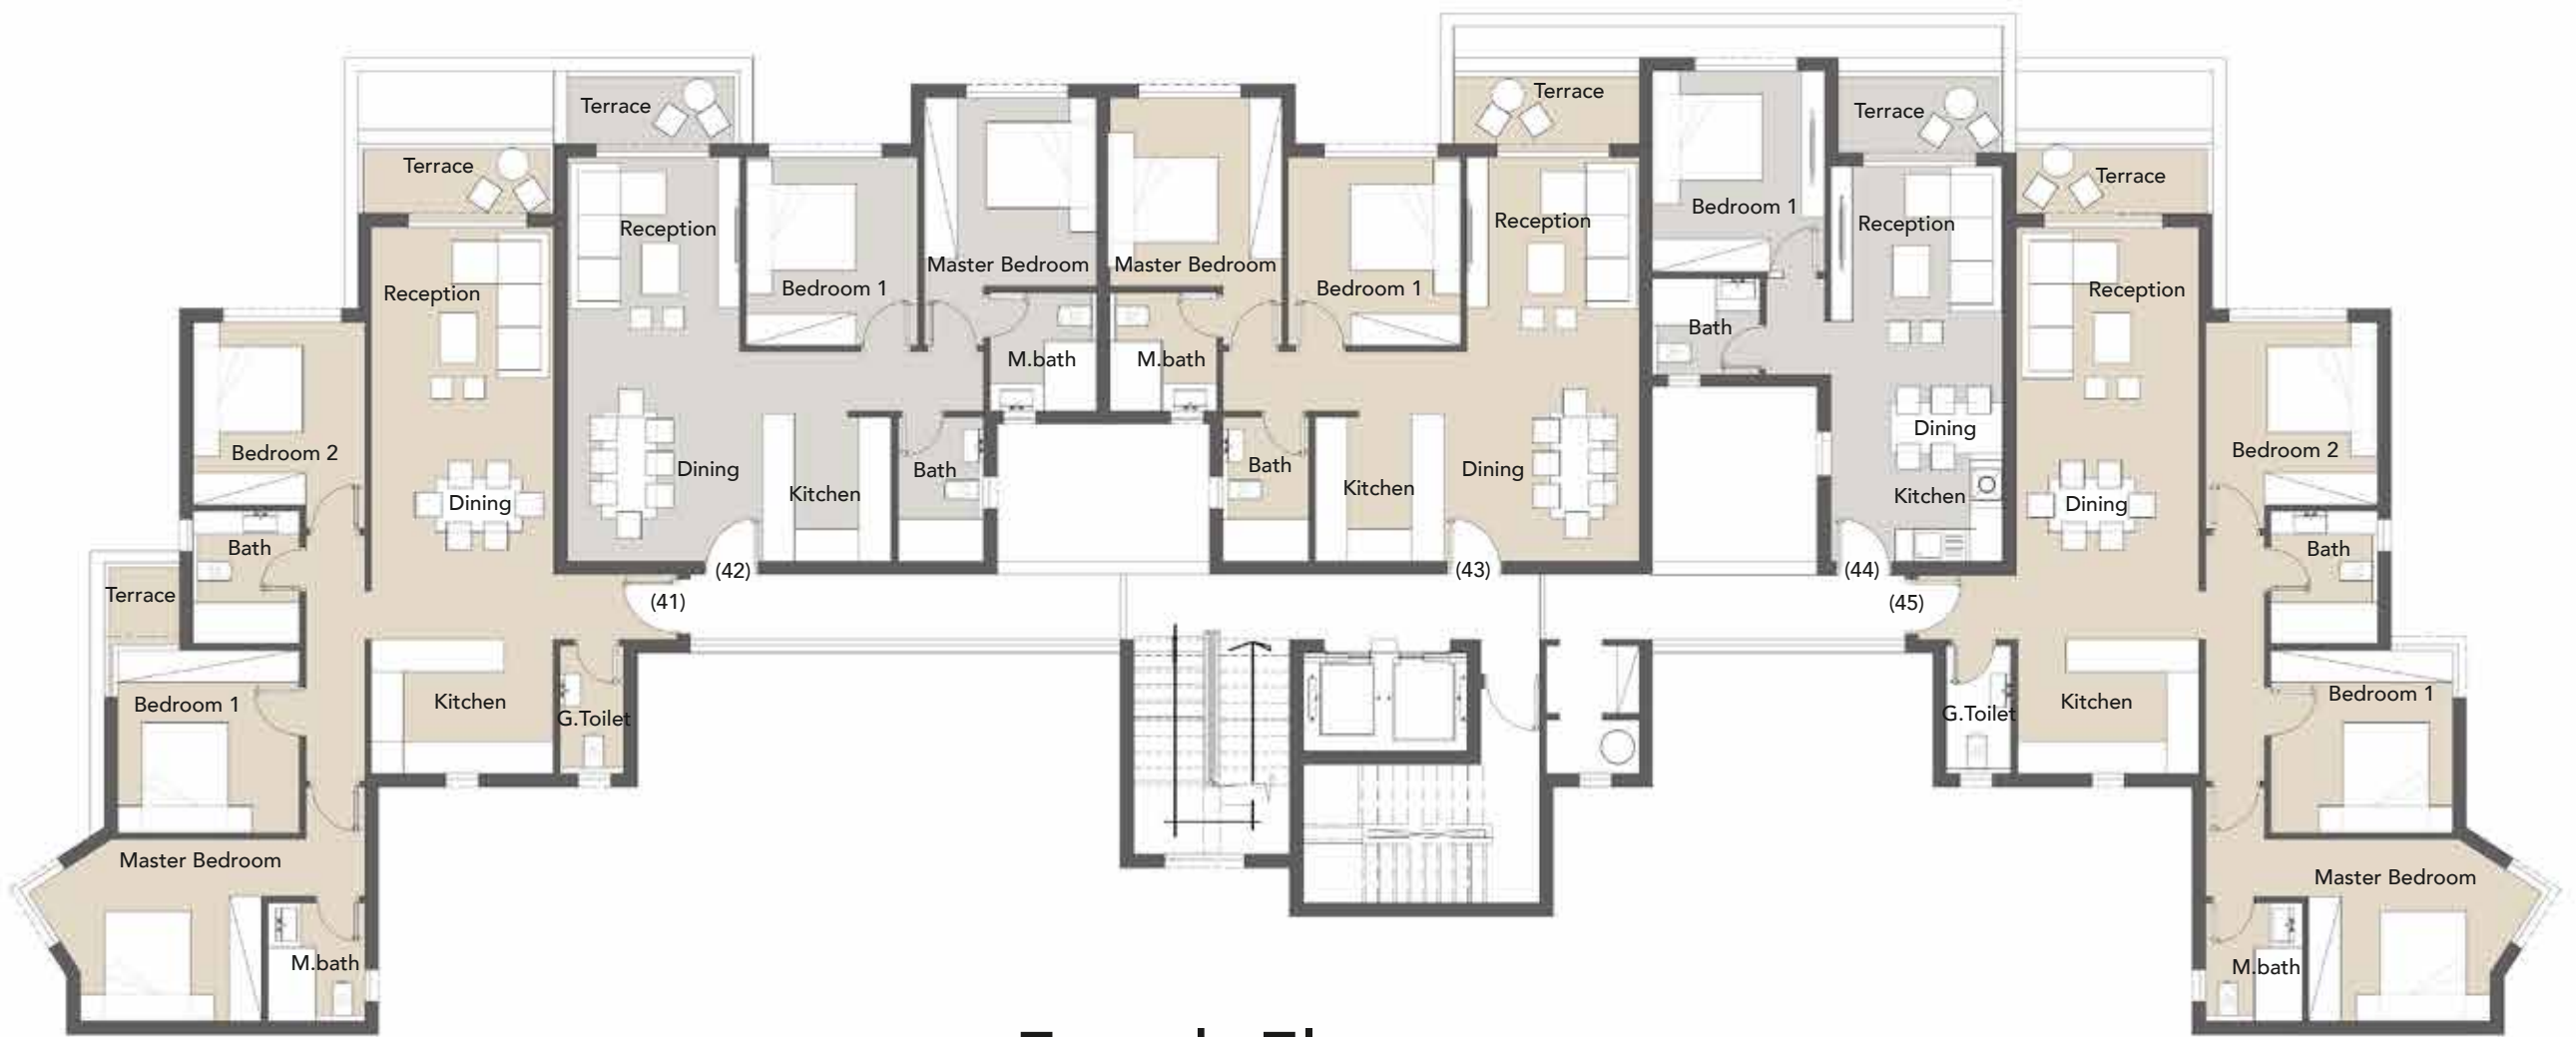 Terrace
Terrace
Reception
Bedroom 2
Dining
Bath
Terrace
Bedroom 1
Kitchen
G.Toilet
Master Bedroom
M.bath
(41)
Terrace
Reception
Bedroom 1
Master Bedroom
M.bath
Dining
Kitchen
Bath
(42)
Master Bedroom
Bedroom 1
Reception
M.bath
Bath
Kitchen
Dining
(43)
Bedroom 1
Terrace
Reception
Bath
Dining
Kitchen
(44)
(45)
Terrace
Reception
Bedroom 2
Dining
Bath
Bedroom 1
Kitchen
G.Toilet
Master Bedroom
M.bath